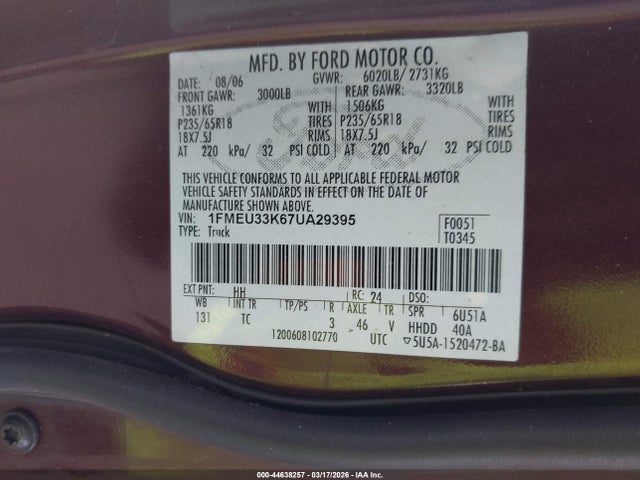 MFD. BY FORD MOTOR CO.
DATE: 08/06 GVWR: 6020LB/ 2731KG
FRONT GAWR: 3000LB REAR GAWR: 3320LB
1361KG WITH 1506KG WITH
P235/65R18 TIRES P235/65R18 TIRES
18X7.5J RIMS 18X7.5J RIMS
AT 220 kPa/ 32 PSI COLD AT 220 kPa/ 32 PSI COLD
THIS VEHICLE CONFORMS TO ALL APPLICABLE FEDERAL MOTOR
VEHICLE SAFETY STANDARDS IN EFFECT ON THE DATE OF
MANUFACTURE SHOWN ABOVE.
VIN: 1FMEU33K67UA29395 F0051
TYPE: Truck T0345
EXT PNT: HH RC: 24 DSO:
WB INT TR TP/PS R AXLE TR SPR 6U51A
131 TC 3 46 V HHDD 40A
1200608102770 UTC ▽5U5A-1520472-BA
Ford
000-44638257 - 03/17/2026 - IAA Inc.